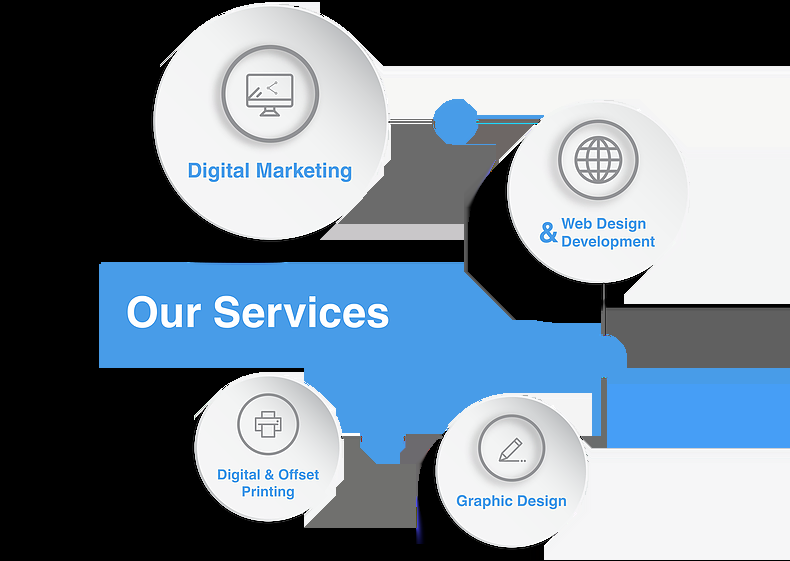 Digital Marketing
& Web Design
Development
Our Services
Digital & Offset
Printing
Graphic Design